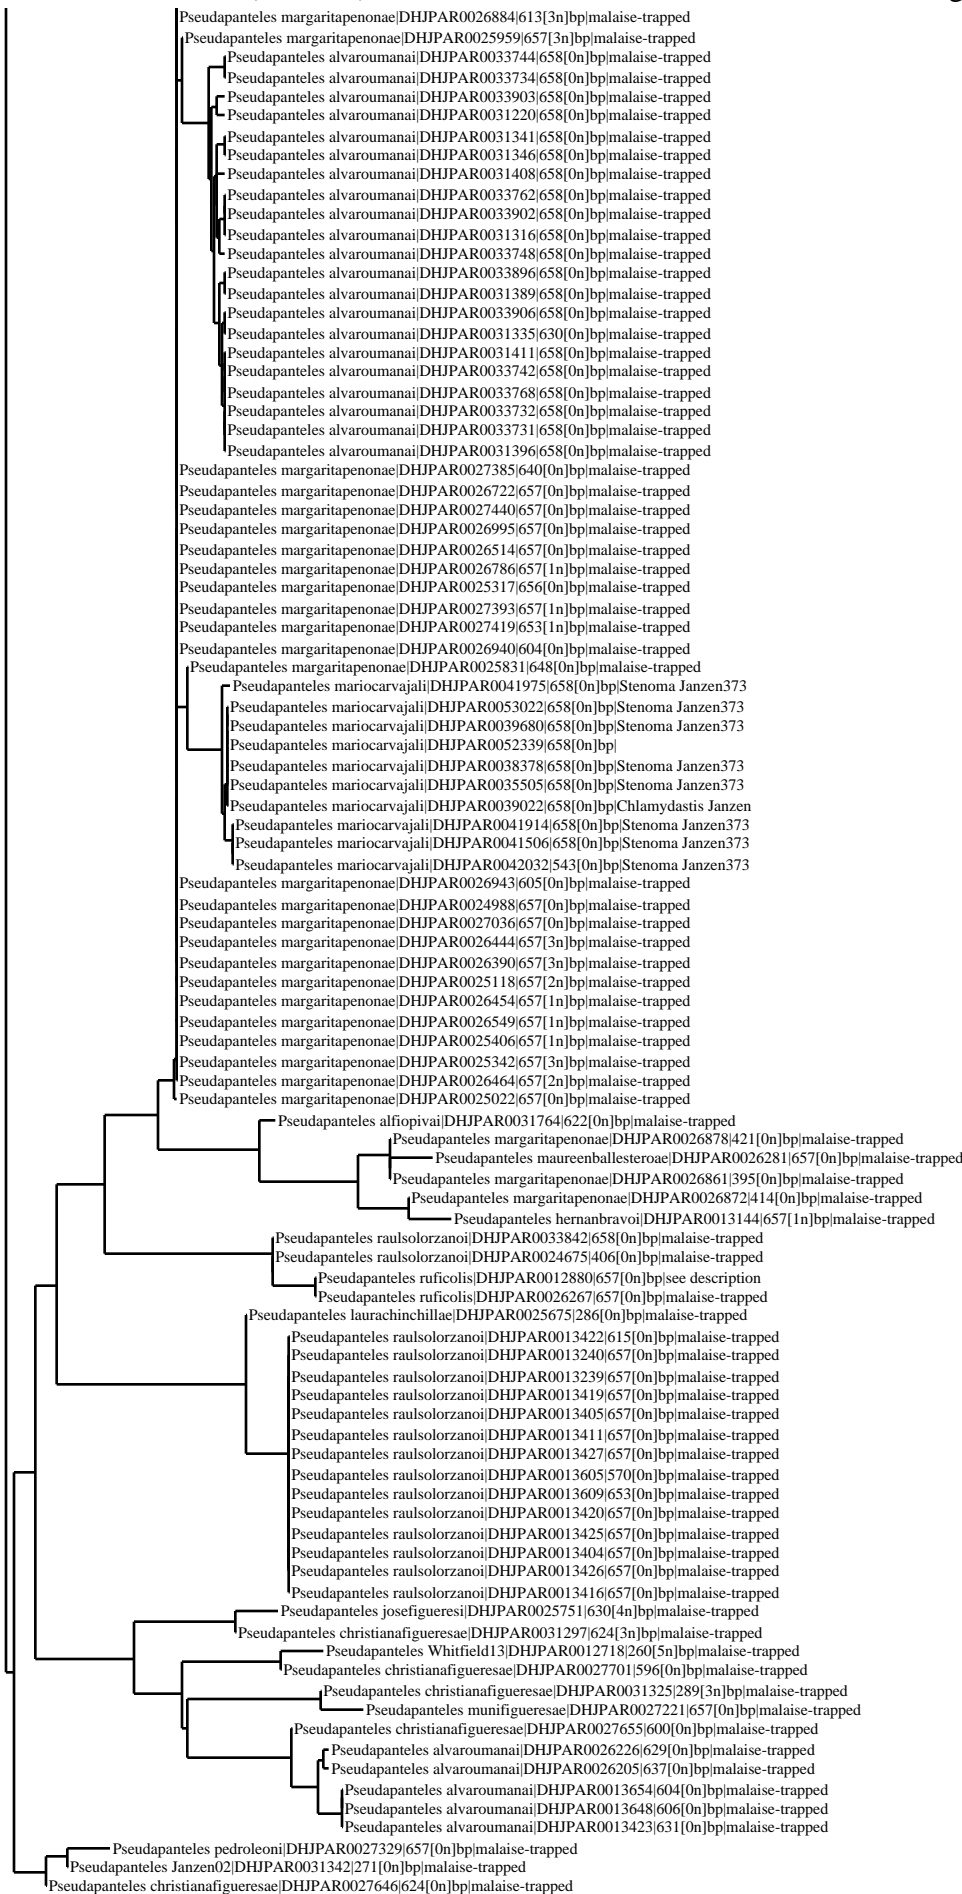 Pseudapanteles margaritapenonae|DHJPAR0026884|613[3n]bp|malaise-trapped
Pseudapanteles margaritapenonae|DHJPAR0025959|657[3n]bp|malaise-trapped
Pseudapanteles alvaroumanai|DHJPAR0033744|658[0n]bp|malaise-trapped
Pseudapanteles alvaroumanai|DHJPAR0033734|658[0n]bp|malaise-trapped
Pseudapanteles alvaroumanai|DHJPAR0033903|658[0n]bp|malaise-trapped
Pseudapanteles alvaroumanai|DHJPAR0031220|658[0n]bp|malaise-trapped
Pseudapanteles alvaroumanai|DHJPAR0031341|658[0n]bp|malaise-trapped
Pseudapanteles alvaroumanai|DHJPAR0031346|658[0n]bp|malaise-trapped
Pseudapanteles alvaroumanai|DHJPAR0031408|658[0n]bp|malaise-trapped
Pseudapanteles alvaroumanai|DHJPAR0033762|658[0n]bp|malaise-trapped
Pseudapanteles alvaroumanai|DHJPAR0033902|658[0n]bp|malaise-trapped
Pseudapanteles alvaroumanai|DHJPAR0031316|658[0n]bp|malaise-trapped
Pseudapanteles alvaroumanai|DHJPAR0033748|658[0n]bp|malaise-trapped
Pseudapanteles alvaroumanai|DHJPAR0033896|658[0n]bp|malaise-trapped
Pseudapanteles alvaroumanai|DHJPAR0031389|658[0n]bp|malaise-trapped
Pseudapanteles alvaroumanai|DHJPAR0033906|658[0n]bp|malaise-trapped
Pseudapanteles alvaroumanai|DHJPAR0031335|630[0n]bp|malaise-trapped
Pseudapanteles alvaroumanai|DHJPAR0031411|658[0n]bp|malaise-trapped
Pseudapanteles alvaroumanai|DHJPAR0033742|658[0n]bp|malaise-trapped
Pseudapanteles alvaroumanai|DHJPAR0033768|658[0n]bp|malaise-trapped
Pseudapanteles alvaroumanai|DHJPAR0033732|658[0n]bp|malaise-trapped
Pseudapanteles alvaroumanai|DHJPAR0033731|658[0n]bp|malaise-trapped
Pseudapanteles alvaroumanai|DHJPAR0031396|658[0n]bp|malaise-trapped
Pseudapanteles margaritapenonae|DHJPAR0027385|640[0n]bp|malaise-trapped
Pseudapanteles margaritapenonae|DHJPAR0026722|657[0n]bp|malaise-trapped
Pseudapanteles margaritapenonae|DHJPAR0027440|657[0n]bp|malaise-trapped
Pseudapanteles margaritapenonae|DHJPAR0026995|657[0n]bp|malaise-trapped
Pseudapanteles margaritapenonae|DHJPAR0026514|657[0n]bp|malaise-trapped
Pseudapanteles margaritapenonae|DHJPAR0026786|657[1n]bp|malaise-trapped
Pseudapanteles margaritapenonae|DHJPAR0025317|656[0n]bp|malaise-trapped
Pseudapanteles margaritapenonae|DHJPAR0027393|657[1n]bp|malaise-trapped
Pseudapanteles margaritapenonae|DHJPAR0027419|653[1n]bp|malaise-trapped
Pseudapanteles margaritapenonae|DHJPAR0026940|604[0n]bp|malaise-trapped
Pseudapanteles margaritapenonae|DHJPAR0025831|648[0n]bp|malaise-trapped
Pseudapanteles mariocarvajali|DHJPAR0041975|658[0n]bp|Stenoma Janzen373
Pseudapanteles mariocarvajali|DHJPAR0053022|658[0n]bp|Stenoma Janzen373
Pseudapanteles mariocarvajali|DHJPAR0039680|658[0n]bp|Stenoma Janzen373
Pseudapanteles mariocarvajali|DHJPAR0052339|658[0n]bp|
Pseudapanteles mariocarvajali|DHJPAR0038378|658[0n]bp|Stenoma Janzen373
Pseudapanteles mariocarvajali|DHJPAR0035505|658[0n]bp|Stenoma Janzen373
Pseudapanteles mariocarvajali|DHJPAR0039022|658[0n]bp|Chlamydastis Janzen
Pseudapanteles mariocarvajali|DHJPAR0041914|658[0n]bp|Stenoma Janzen373
Pseudapanteles mariocarvajali|DHJPAR0041506|658[0n]bp|Stenoma Janzen373
Pseudapanteles mariocarvajali|DHJPAR0042032|543[0n]bp|Stenoma Janzen373
Pseudapanteles margaritapenonae|DHJPAR0026943|605[0n]bp|malaise-trapped
Pseudapanteles margaritapenonae|DHJPAR0024988|657[0n]bp|malaise-trapped
Pseudapanteles margaritapenonae|DHJPAR0027036|657[0n]bp|malaise-trapped
Pseudapanteles margaritapenonae|DHJPAR0026444|657[3n]bp|malaise-trapped
Pseudapanteles margaritapenonae|DHJPAR0026390|657[3n]bp|malaise-trapped
Pseudapanteles margaritapenonae|DHJPAR0025118|657[2n]bp|malaise-trapped
Pseudapanteles margaritapenonae|DHJPAR0026454|657[1n]bp|malaise-trapped
Pseudapanteles margaritapenonae|DHJPAR0026549|657[1n]bp|malaise-trapped
Pseudapanteles margaritapenonae|DHJPAR0025406|657[1n]bp|malaise-trapped
Pseudapanteles margaritapenonae|DHJPAR0025342|657[3n]bp|malaise-trapped
Pseudapanteles margaritapenonae|DHJPAR0026464|657[2n]bp|malaise-trapped
Pseudapanteles margaritapenonae|DHJPAR0025022|657[0n]bp|malaise-trapped
Pseudapanteles alfiopivai|DHJPAR0031764|622[0n]bp|malaise-trapped
Pseudapanteles margaritapenonae|DHJPAR0026878|421[0n]bp|malaise-trapped
Pseudapanteles maureenballesteroae|DHJPAR0026281|657[0n]bp|malaise-trapped
Pseudapanteles margaritapenonae|DHJPAR0026861|395[0n]bp|malaise-trapped
Pseudapanteles margaritapenonae|DHJPAR0026872|414[0n]bp|malaise-trapped
Pseudapanteles hernanbravoi|DHJPAR0013144|657[1n]bp|malaise-trapped
Pseudapanteles raulsolorzanoi|DHJPAR0033842|658[0n]bp|malaise-trapped
Pseudapanteles raulsolorzanoi|DHJPAR0024675|406[0n]bp|malaise-trapped
Pseudapanteles ruficolis|DHJPAR0012880|657[0n]bp|see description
Pseudapanteles ruficolis|DHJPAR0026267|657[0n]bp|malaise-trapped
Pseudapanteles laurachinchillae|DHJPAR0025675|286[0n]bp|malaise-trapped
Pseudapanteles raulsolorzanoi|DHJPAR0013422|615[0n]bp|malaise-trapped
Pseudapanteles raulsolorzanoi|DHJPAR0013240|657[0n]bp|malaise-trapped
Pseudapanteles raulsolorzanoi|DHJPAR0013239|657[0n]bp|malaise-trapped
Pseudapanteles raulsolorzanoi|DHJPAR0013419|657[0n]bp|malaise-trapped
Pseudapanteles raulsolorzanoi|DHJPAR0013405|657[0n]bp|malaise-trapped
Pseudapanteles raulsolorzanoi|DHJPAR0013411|657[0n]bp|malaise-trapped
Pseudapanteles raulsolorzanoi|DHJPAR0013427|657[0n]bp|malaise-trapped
Pseudapanteles raulsolorzanoi|DHJPAR0013605|570[0n]bp|malaise-trapped
Pseudapanteles raulsolorzanoi|DHJPAR0013609|653[0n]bp|malaise-trapped
Pseudapanteles raulsolorzanoi|DHJPAR0013420|657[0n]bp|malaise-trapped
Pseudapanteles raulsolorzanoi|DHJPAR0013425|657[0n]bp|malaise-trapped
Pseudapanteles raulsolorzanoi|DHJPAR0013404|657[0n]bp|malaise-trapped
Pseudapanteles raulsolorzanoi|DHJPAR0013426|657[0n]bp|malaise-trapped
Pseudapanteles raulsolorzanoi|DHJPAR0013416|657[0n]bp|malaise-trapped
Pseudapanteles josefigueresi|DHJPAR0025751|630[4n]bp|malaise-trapped
Pseudapanteles christianafigueresae|DHJPAR0031297|624[3n]bp|malaise-trapped
Pseudapanteles Whitfield13|DHJPAR0012718|260[5n]bp|malaise-trapped
Pseudapanteles christianafigueresae|DHJPAR0027701|596[0n]bp|malaise-trapped
Pseudapanteles christianafigueresae|DHJPAR0031325|289[3n]bp|malaise-trapped
Pseudapanteles munifigueresae|DHJPAR0027221|657[0n]bp|malaise-trapped
Pseudapanteles christianafigueresae|DHJPAR0027655|600[0n]bp|malaise-trapped
Pseudapanteles alvaroumanai|DHJPAR0026226|629[0n]bp|malaise-trapped
Pseudapanteles alvaroumanai|DHJPAR0026205|637[0n]bp|malaise-trapped
Pseudapanteles alvaroumanai|DHJPAR0013654|604[0n]bp|malaise-trapped
Pseudapanteles alvaroumanai|DHJPAR0013648|606[0n]bp|malaise-trapped
Pseudapanteles alvaroumanai|DHJPAR0013423|631[0n]bp|malaise-trapped
Pseudapanteles pedroleoni|DHJPAR0027329|657[0n]bp|malaise-trapped
Pseudapanteles Janzen02|DHJPAR0031342|271[0n]bp|malaise-trapped
Pseudapanteles christianafigueresae|DHJPAR0027646|624[0n]bp|malaise-trapped